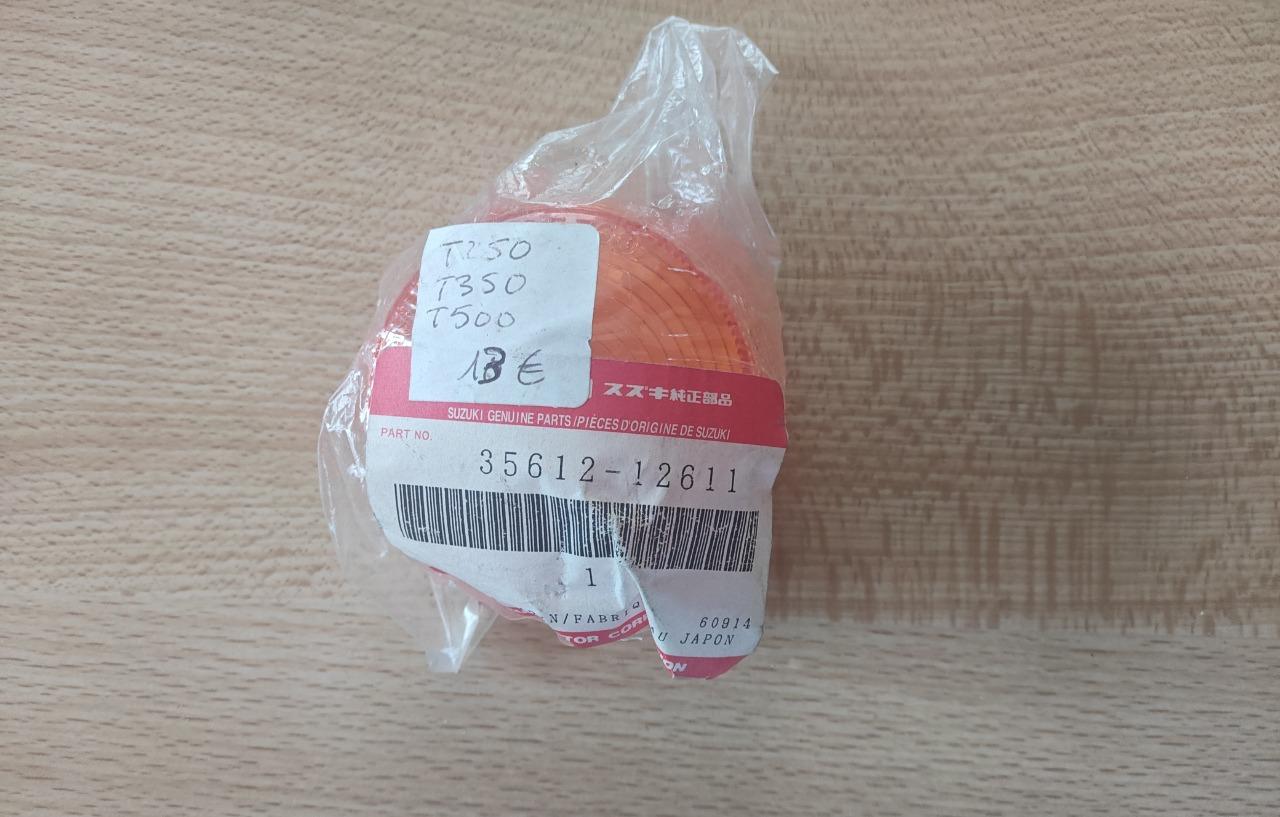 T250
T350
T500
13 €
スズキ純正部品
SUZUKI GENUINE PARTS/PIÈCES D'ORIGINE DE SUZUKI
PART NO.
35612-12611
1
60914
JAPON